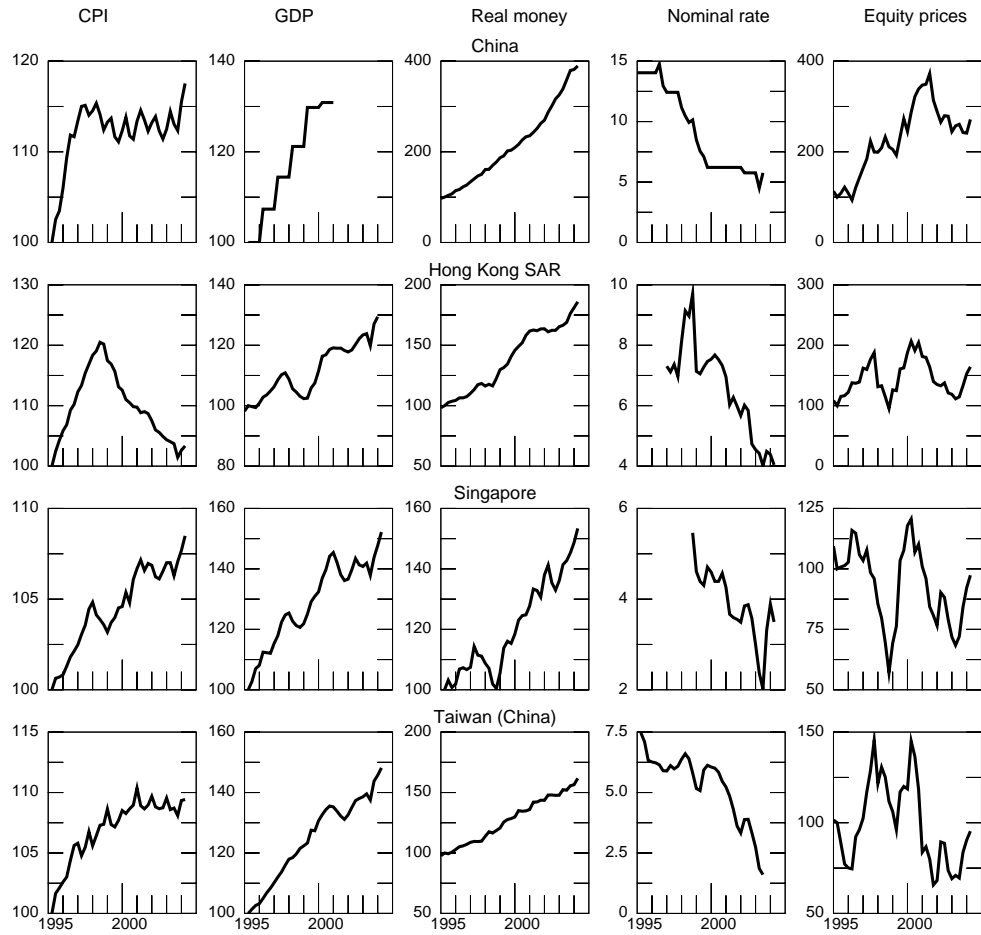 CPI GDP Real money Nominal rate Equity prices
China
120 140 400 15 400
110 120 200 10 200
5
100 100 0 0 0
Hong Kong SAR
130 140 200 10 300
120 120 150 8 200
110 100 100 6 100
100 80 50 4 0
Singapore
110 160 160 6 125
140 140 100
105 4
120 120 75
100 100 100 2 50
Taiwan (China)
115 160 200 7.5 150
110 140 150 5.0
100
105 120 100 2.5
100 100 50 0 50
1995 2000 1995 2000 1995 2000 1995 2000 1995 2000